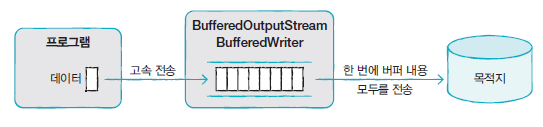 프로그램
데이터
고속 전송
BufferedOutputStream
BufferedWriter
한 번에 버퍼 내용
모두를 전송
목적지